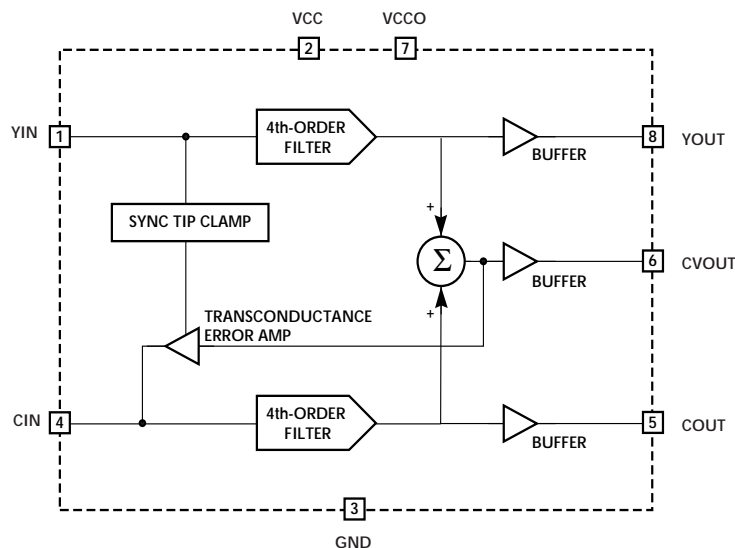 VCC
VCCO
2
7
YIN
1
4th-ORDER
FILTER
BUFFER
8
YOUT
SYNC TIP CLAMP
+
Σ
BUFFER
6
CVOUT
+
TRANSCONDUCTANCE
ERROR AMP
CIN
4
4th-ORDER
FILTER
BUFFER
5
COUT
3
GND